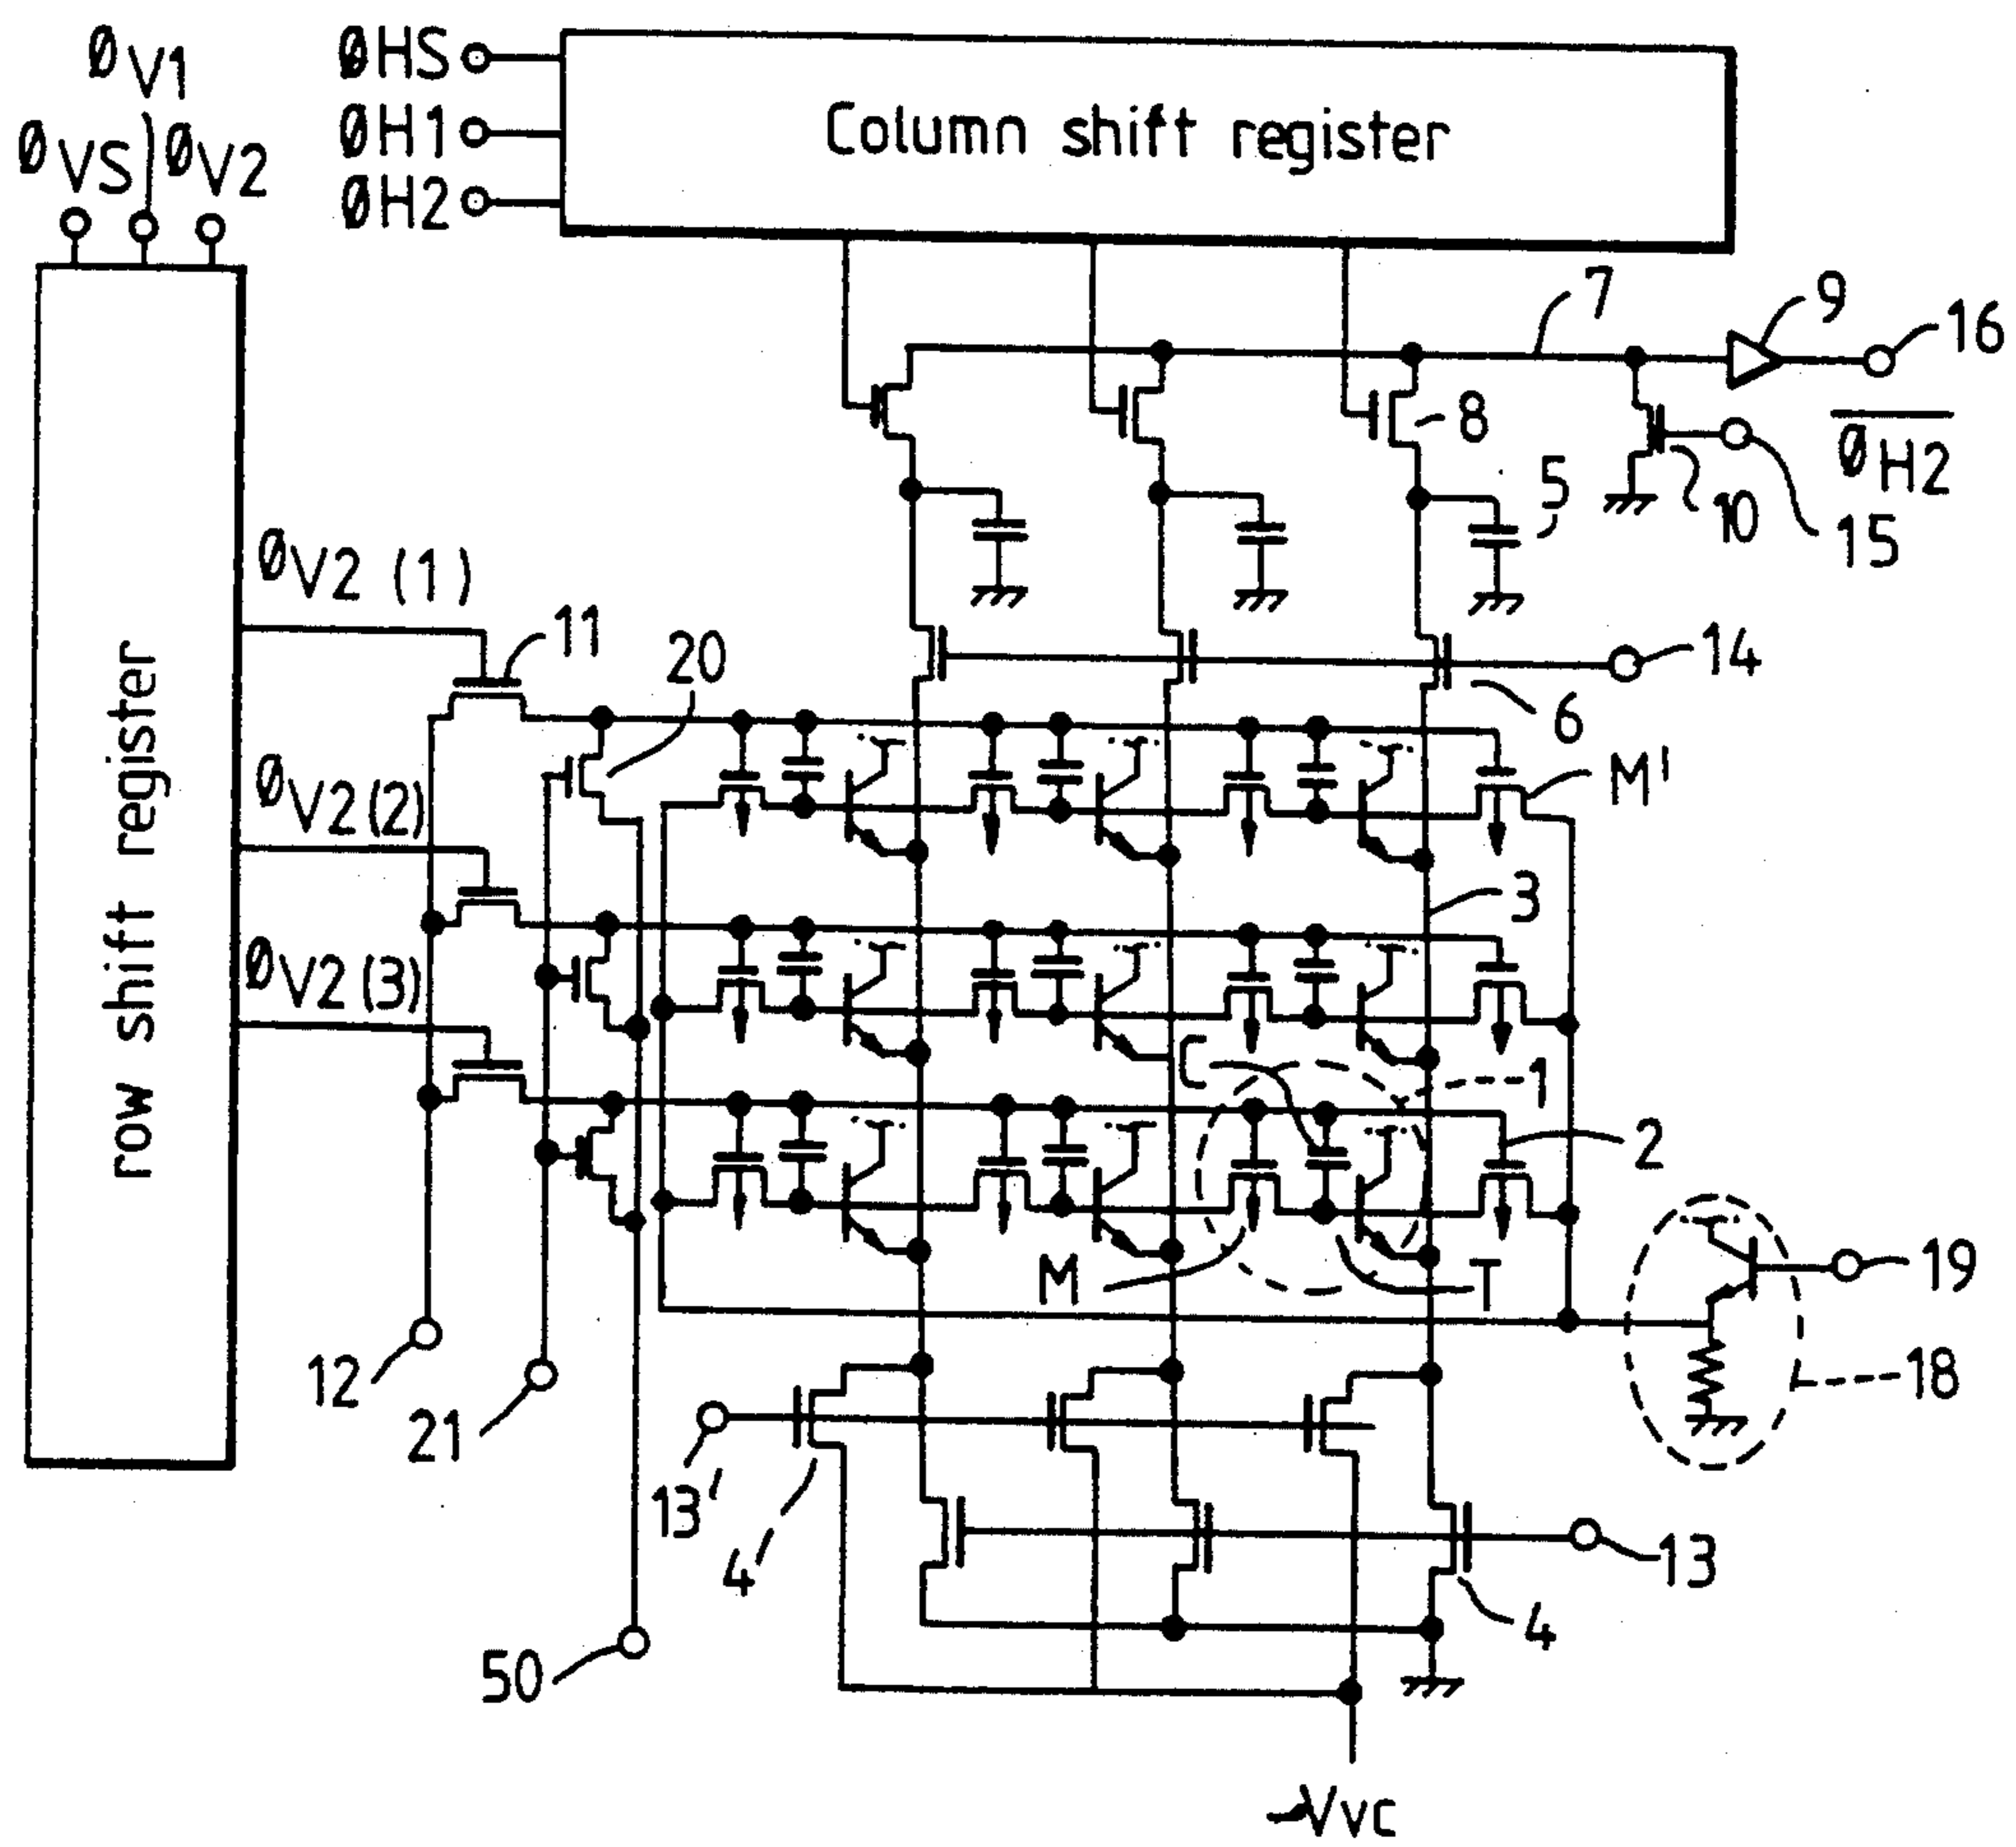 ØV1
ØVS ØV2
ØHS
ØH1
ØH2
Column shift register
7
9
16
8
5
10
15
ØH2
ØV2 (1)
11
20
14
6
M'
ØV2 (2)
3
ØV2 (3)
row shift register
C
1
2
M
T
19
18
12
21
13'
4'
13
4
50
-Vvc